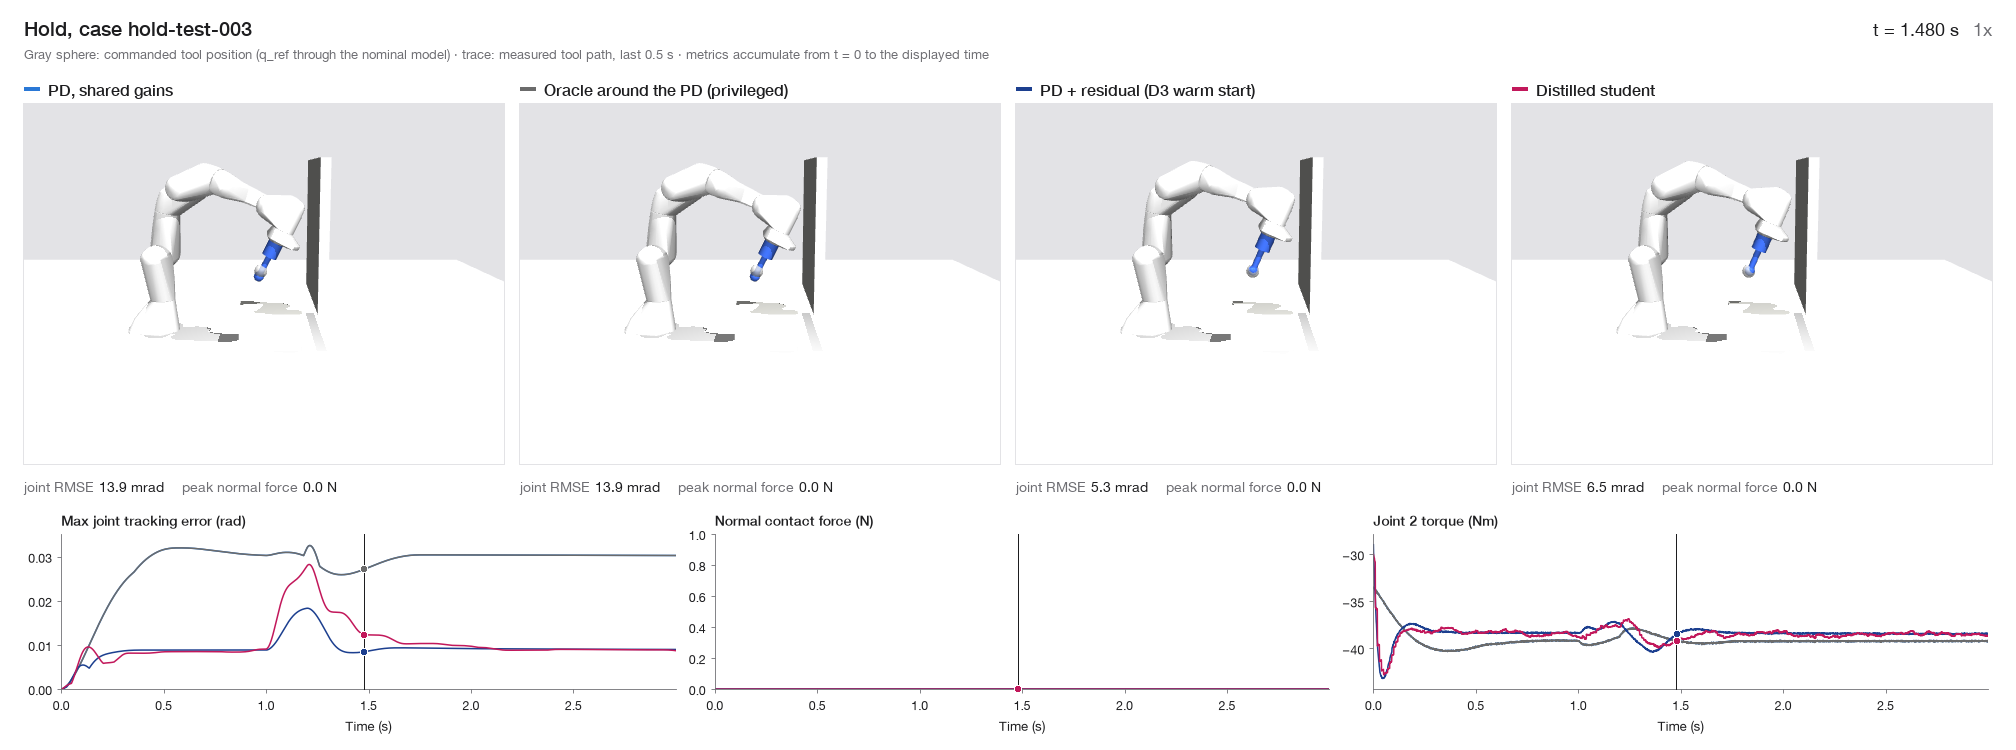 Hold, case hold-test-003
t = 1.480 s 1x
Gray sphere: commanded tool position (q_ref through the nominal model) · trace: measured tool path, last 0.5 s · metrics accumulate from t = 0 to the displayed time
PD, shared gains
Oracle around the PD (privileged)
PD + residual (D3 warm start)
Distilled student
joint RMSE 13.9 mrad peak normal force 0.0 N
joint RMSE 13.9 mrad peak normal force 0.0 N
joint RMSE 5.3 mrad peak normal force 0.0 N
joint RMSE 6.5 mrad peak normal force 0.0 N
Max joint tracking error (rad)
0.03
0.02
0.01
0.00
0.0 0.5 1.0 1.5 2.0 2.5
Time (s)
Normal contact force (N)
1.0
0.8
0.6
0.4
0.2
0.0
0.0 0.5 1.0 1.5 2.0 2.5
Time (s)
Joint 2 torque (Nm)
−30
−35
−40
0.0 0.5 1.0 1.5 2.0 2.5
Time (s)